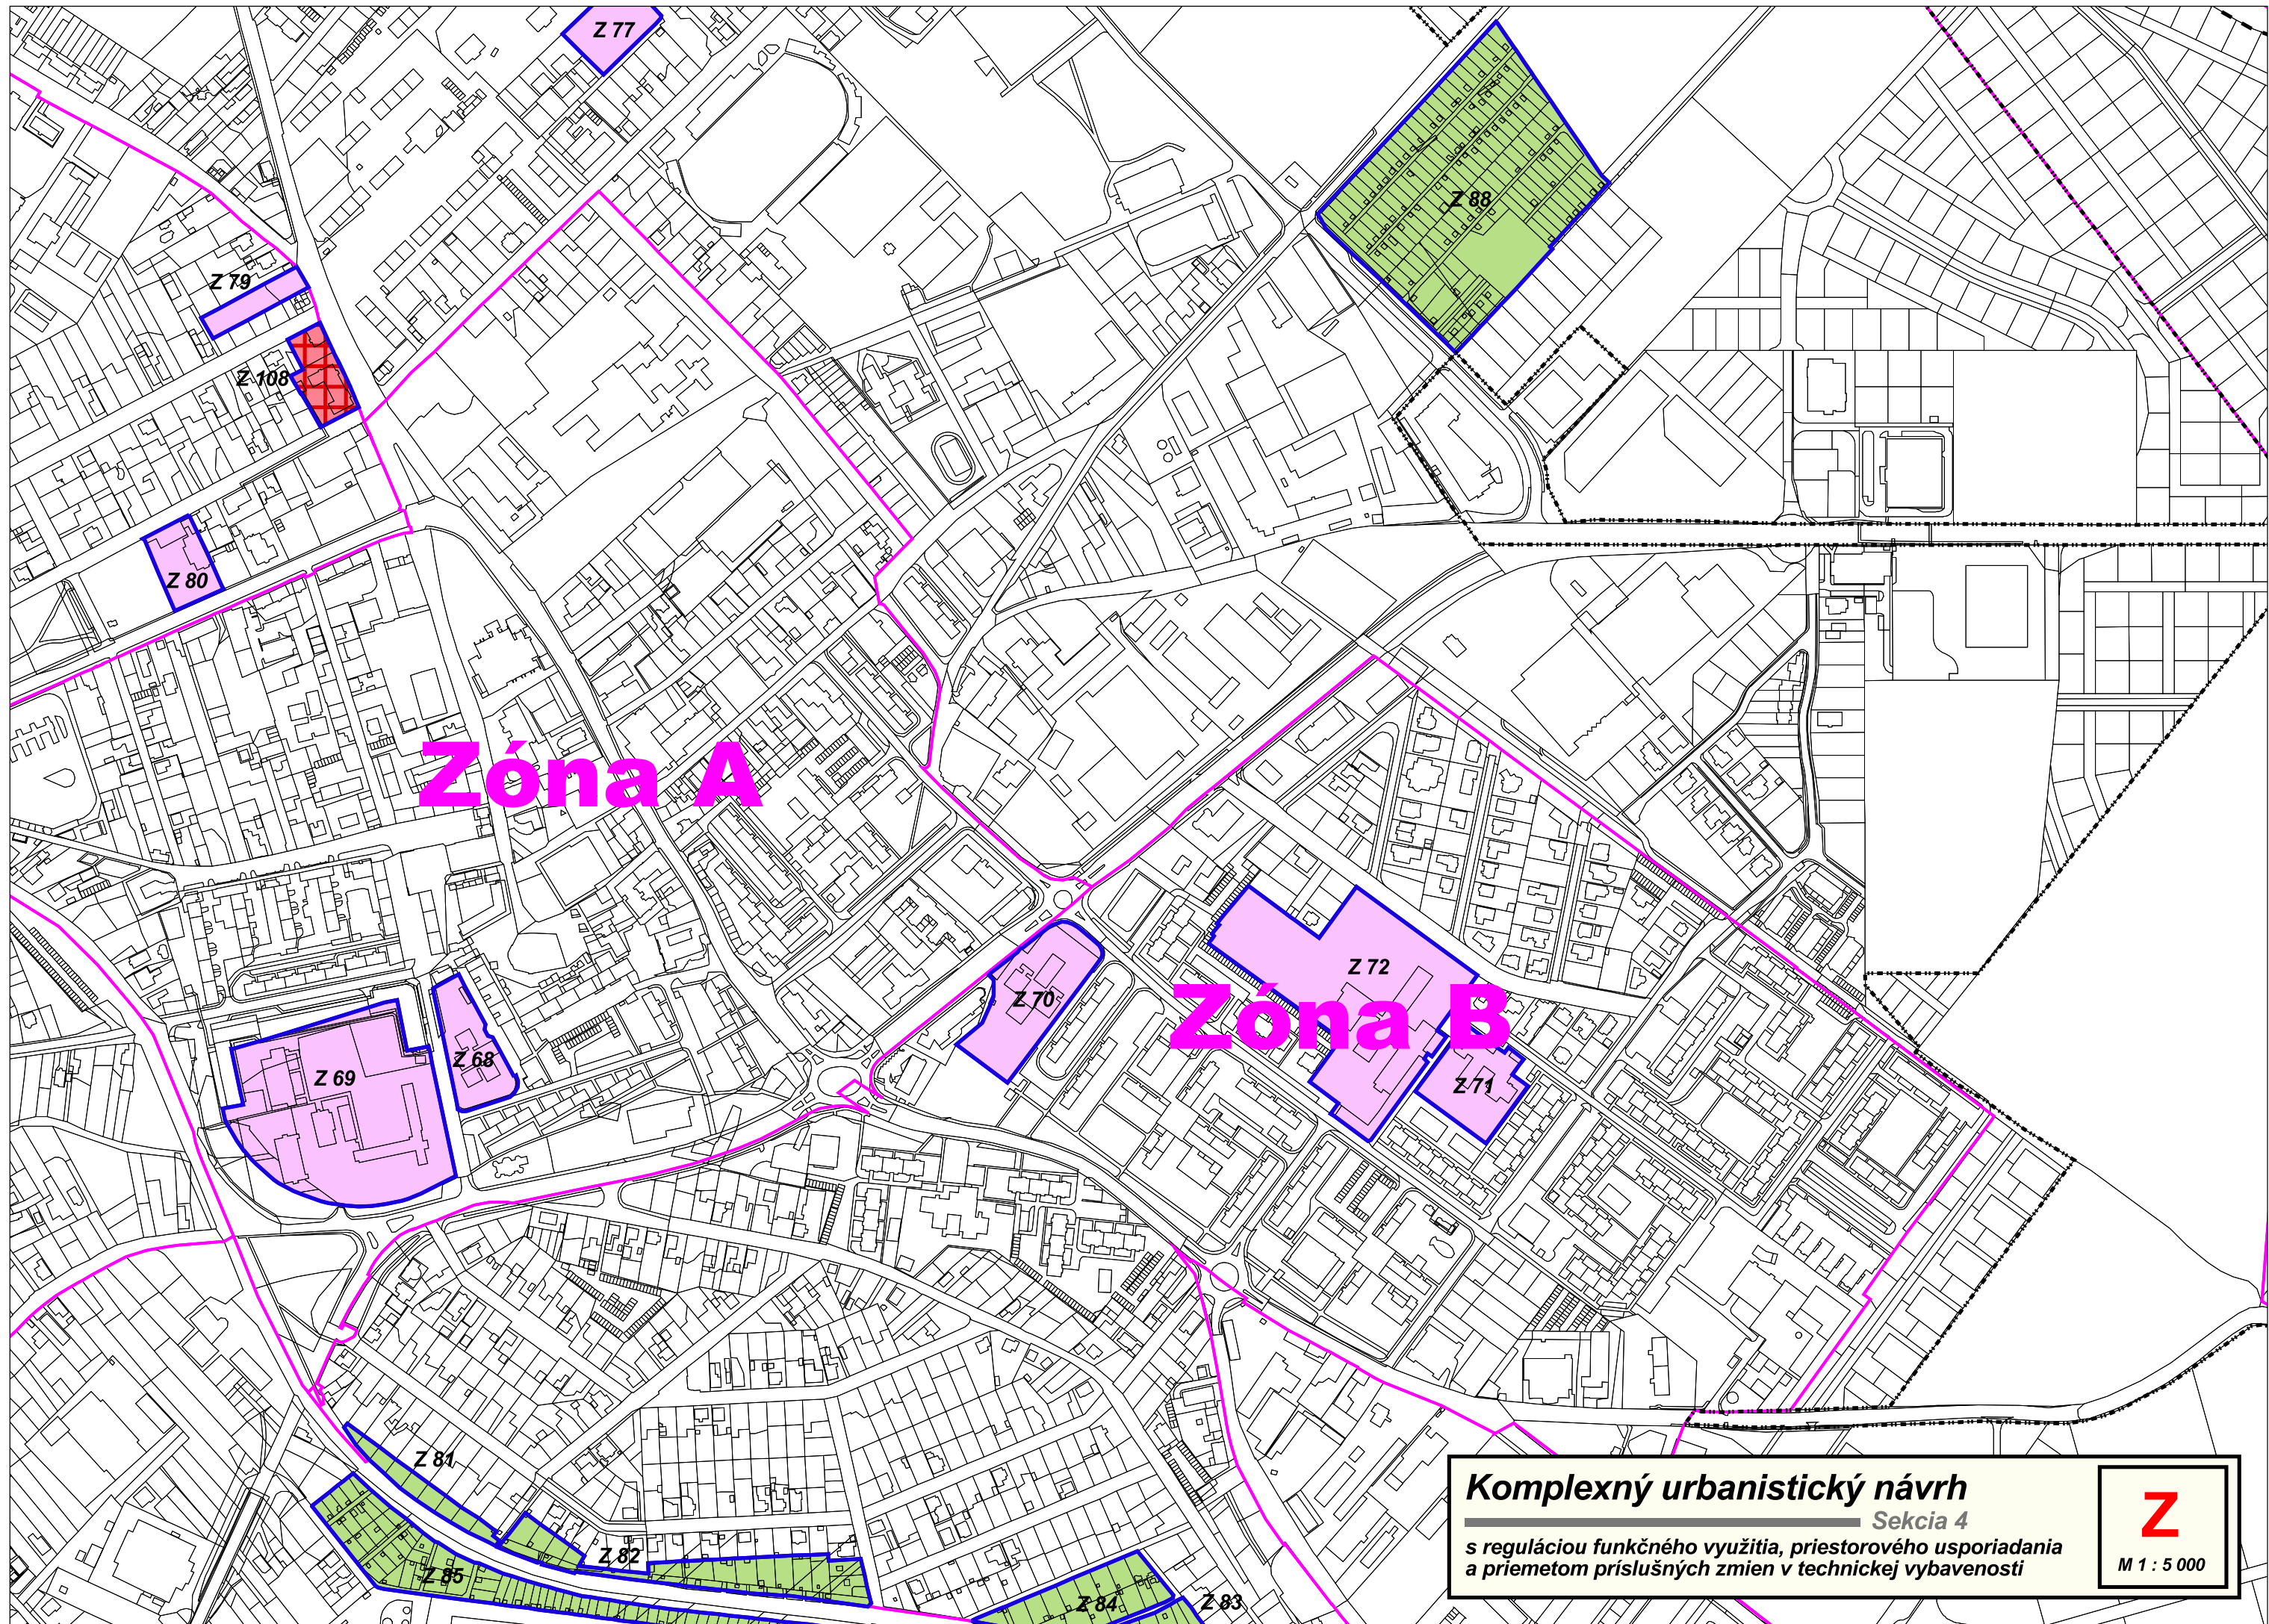 Z 77
Z 88
Z 79
Z 108
Z 80
Zóna A
Z 72
Z 70
Zóna B
Z 68
Z 69
Z 71
Z 81
Z 82
Z 85
Z 84
Z 83
Komplexný urbanistický návrh
Sekcia 4
s reguláciou funkčného využitia, priestorového usporiadania
a priemetom príslušných zmien v technickej vybavenosti
Z
M 1 : 5 000